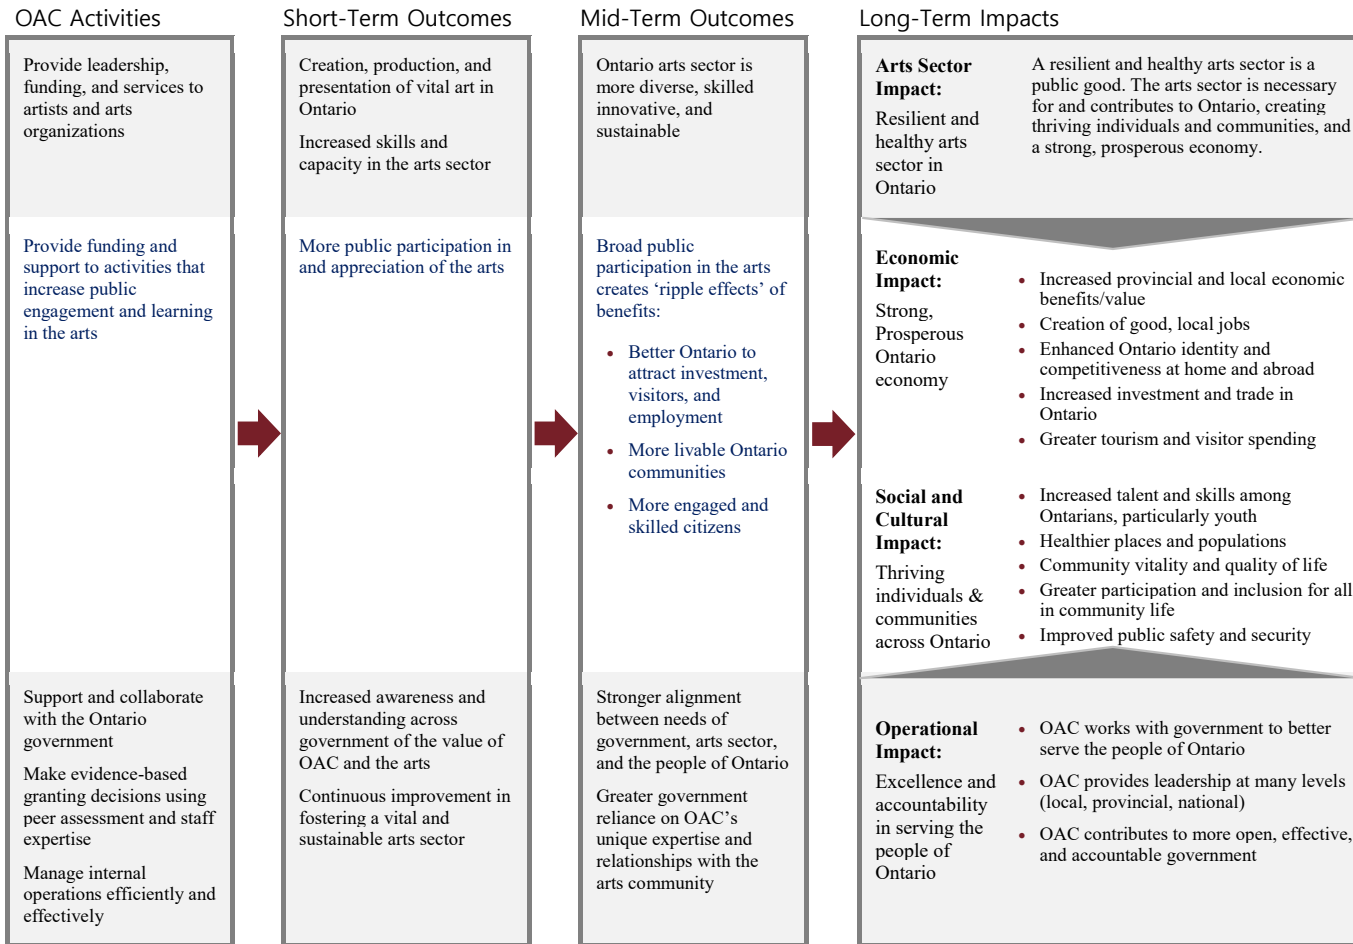 OAC Activities
Provide leadership,
funding, and services to
artists and arts
organizations
Provide funding and
support to activities that
increase public
engagement and learning
in the arts
Support and collaborate
with the Ontario
government
Make evidence-based
granting decisions using
peer assessment and staff
expertise
Manage internal
operations efficiently and
effectively
Short-Term Outcomes
Creation, production, and
presentation of vital art in
Ontario
Increased skills and
capacity in the arts sector
More public participation in
and appreciation of the arts
Increased awareness and
understanding across
government of the value of
OAC and the arts
Continuous improvement in
fostering a vital and
sustainable arts sector
Mid-Term Outcomes
Ontario arts sector is
more diverse, skilled
innovative, and
sustainable
Broad public
participation in the arts
creates ‘ripple effects’ of
benefits:
• Better Ontario to
attract investment,
visitors, and
employment
• More livable Ontario
communities
• More engaged and
skilled citizens
Stronger alignment
between needs of
government, arts sector,
and the people of Ontario
Greater government
reliance on OAC’s
unique expertise and
relationships with the
arts community
Long-Term Impacts
Arts Sector
Impact:
Resilient and
healthy arts
sector in
Ontario
A resilient and healthy arts sector is a
public good. The arts sector is necessary
for and contributes to Ontario, creating
thriving individuals and communities, and
a strong, prosperous economy.
Economic
Impact:
Strong,
Prosperous
Ontario
economy
• Increased provincial and local economic
benefits/value
• Creation of good, local jobs
• Enhanced Ontario identity and
competitiveness at home and abroad
• Increased investment and trade in
Ontario
• Greater tourism and visitor spending
Social and
Cultural
Impact:
Thriving
individuals &
communities
across Ontario
• Increased talent and skills among
Ontarians, particularly youth
• Healthier places and populations
• Community vitality and quality of life
• Greater participation and inclusion for all
in community life
• Improved public safety and security
Operational
Impact:
Excellence and
accountability
in serving the
people of
Ontario
• OAC works with government to better
serve the people of Ontario
• OAC provides leadership at many levels
(local, provincial, national)
• OAC contributes to more open, effective,
and accountable government